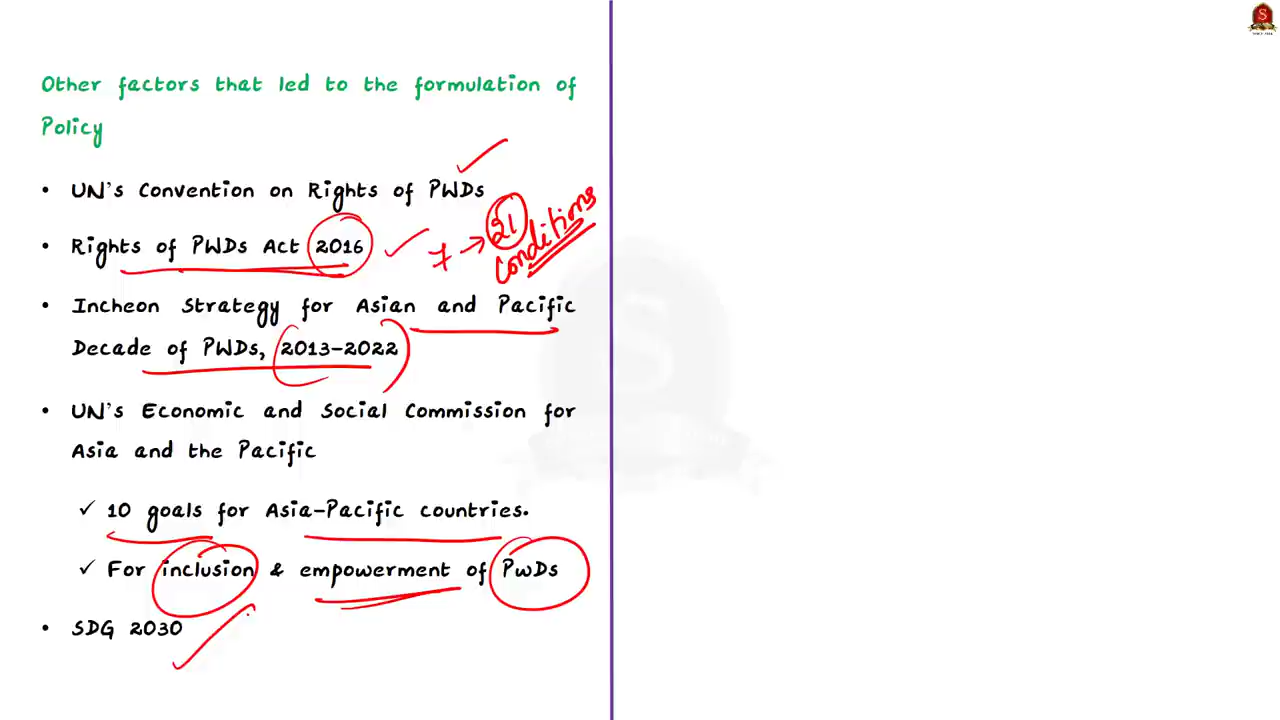 Other factors that led to the formulation of
Policy
• UN's Convention on Rights of PWDs
• Rights of PWDs Act 2016
7 → 21
conditions
• Incheon Strategy for Asian and Pacific
Decade of PWDs, 2013-2022
• UN's Economic and Social Commission for
Asia and the Pacific
✓ 10 goals for Asia-Pacific countries.
✓ For inclusion & empowerment of PwDs
• SDG 2030
S